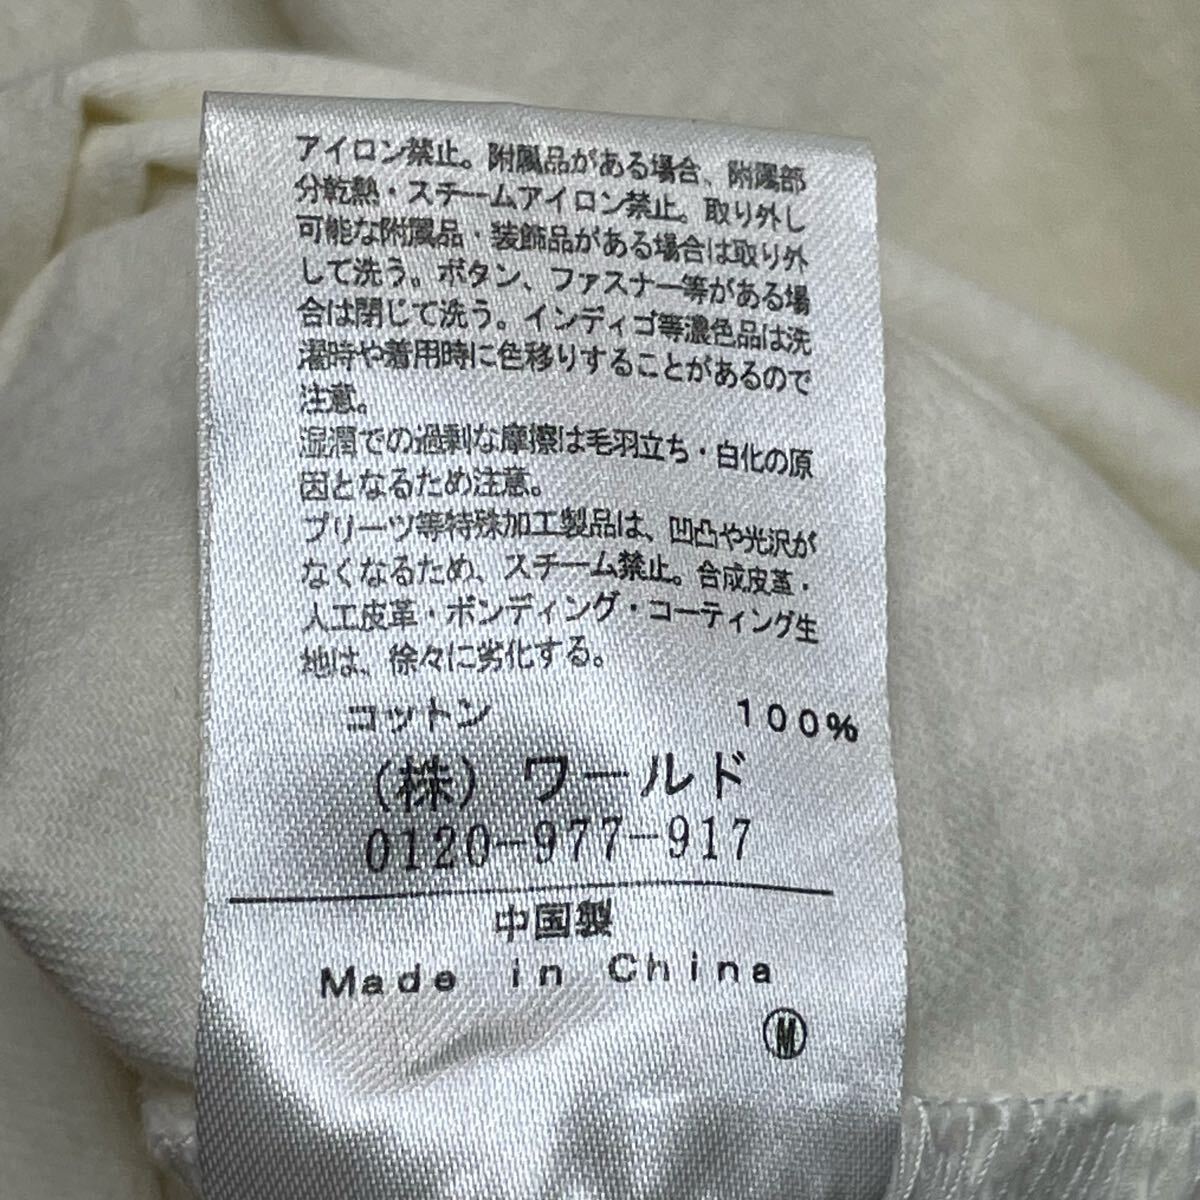 アイロン禁止。附属品がある場合、附属部
分乾熱・スチームアイロン禁止。取り外し
可能な附属品・装飾品がある場合は取り外
して洗う。ボタン、ファスナー等がある場
合は閉じて洗う。インディゴ等濃色品は洗
濯時や着用時に色移りすることがあるので
注意。
湿潤での過剰な摩擦は毛羽立ち・白化の原
因となるため注意。
プリーツ等特殊加工製品は、凹凸や光沢が
なくなるため、スチーム禁止。合成皮革・
人工皮革・ボンディング・コーティング生
地は、徐々に劣化する。
コットン 100%
(株) ワールド
0120-977-917
中国製
Made in China
Ⓜ